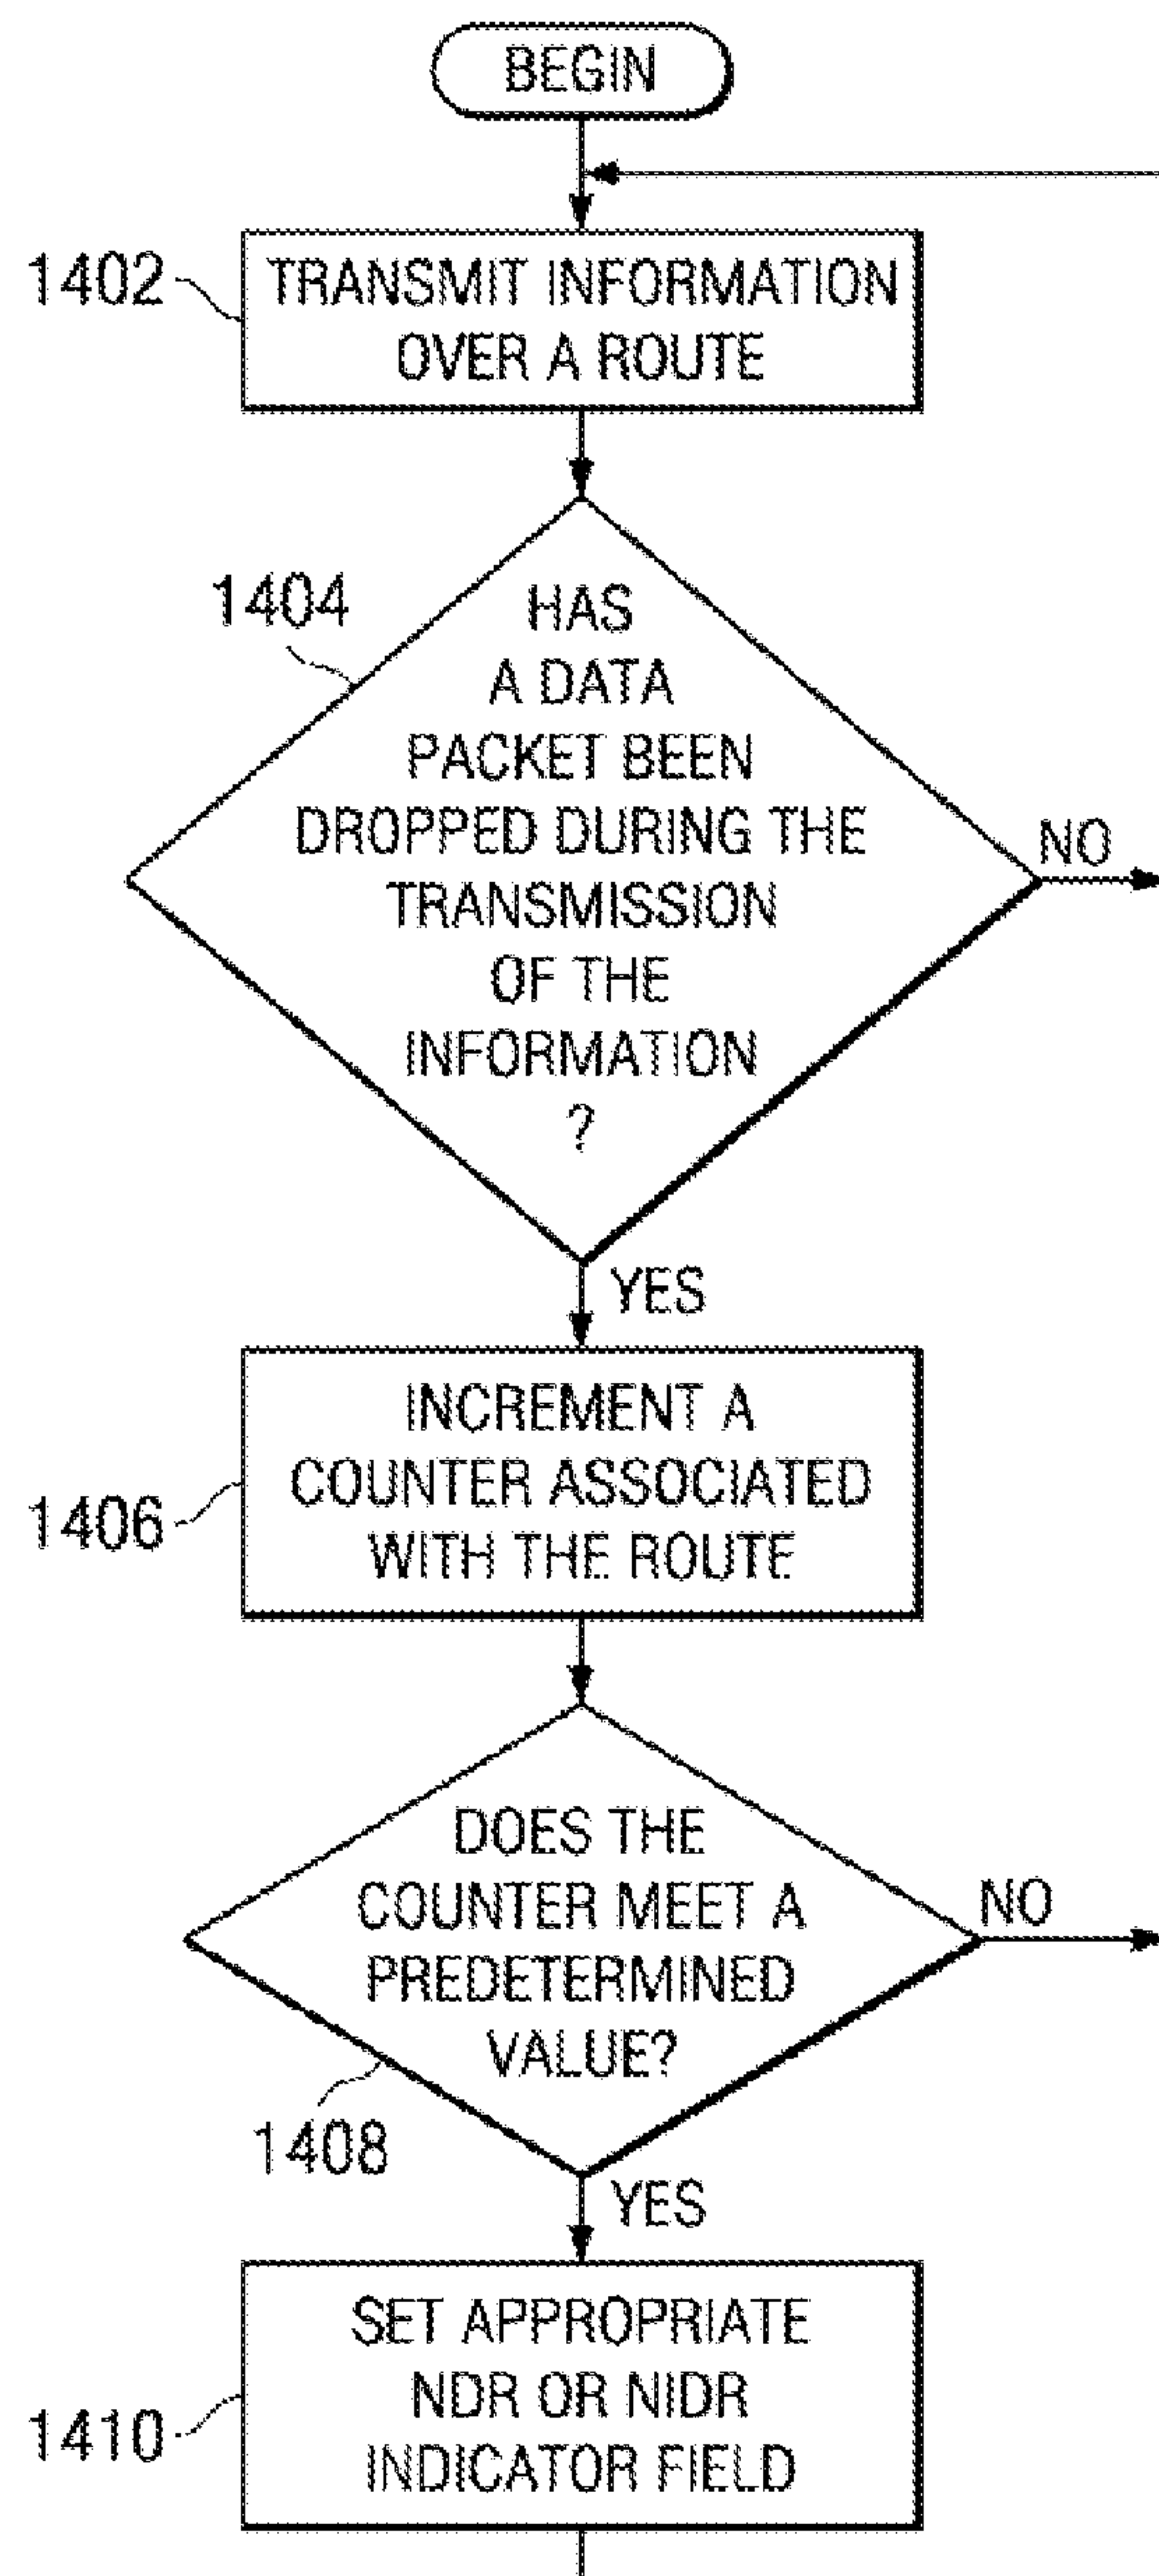 BEGIN
1402
TRANSMIT INFORMATION
OVER A ROUTE
1404
HAS
A DATA
PACKET BEEN
DROPPED DURING THE
TRANSMISSION
OF THE
INFORMATION
?
NO
YES
1406
INCREMENT A
COUNTER ASSOCIATED
WITH THE ROUTE
DOES THE
COUNTER MEET A
PREDETERMINED
VALUE?
NO
1408
YES
1410
SET APPROPRIATE
NDR OR NIDR
INDICATOR FIELD